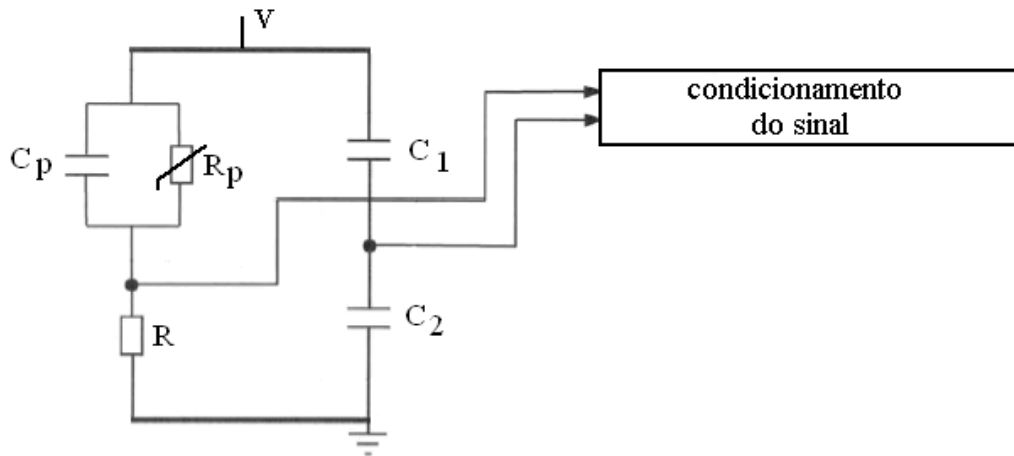 V
condicionamento
do sinal
Cp
Rp
C1
R
C2